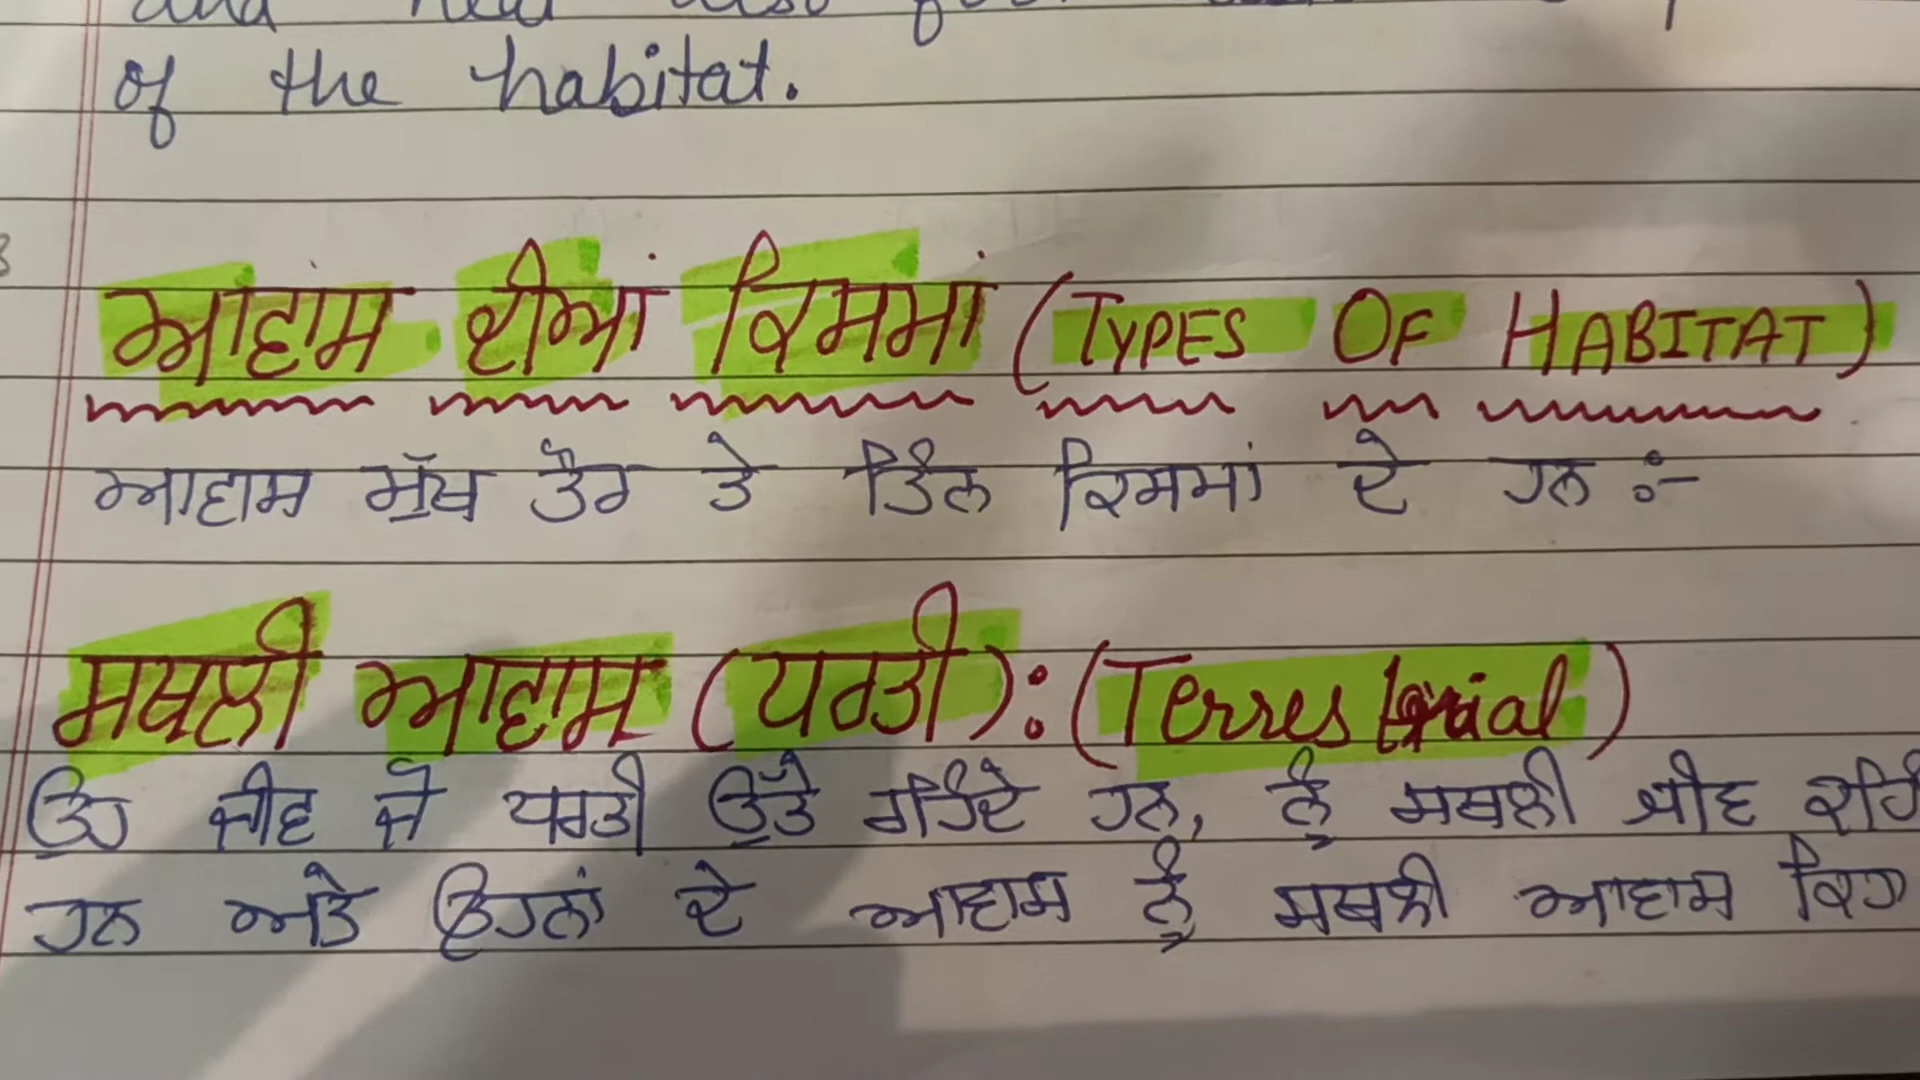 of the habitat.
ਆਵਾਸ ਦੀਆਂ ਕਿਸਮਾਂ (TYPES OF HABITAT)
ਆਵਾਸ ਮੁੱਖ ਤੌਰ ਤੇ ਤਿੰਨ ਕਿਸਮਾਂ ਦੇ ਹਨ :-
ਸਥਲੀ ਆਵਾਸ (ਧਰਤੀ): (Terrestrial)
ਉਹ ਜੀਵ ਜੋ ਧਰਤੀ ਉੱਤੇ ਰਹਿੰਦੇ ਹਨ, ਨੂੰ ਸਥਲੀ ਜੀਵ
ਹਨ ਅਤੇ ਉਹਨਾਂ ਦੇ ਆਵਾਸ ਨੂੰ ਸਥਲੀ ਆਵਾਸ ਕਿਹਾ